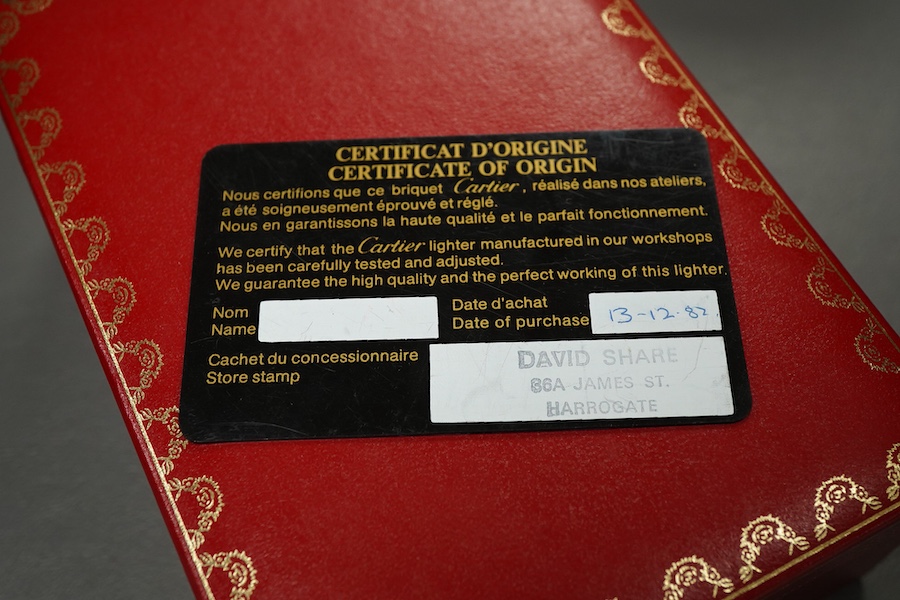 CERTIFICAT D'ORIGINE
CERTIFICATE OF ORIGIN
Nous certifions que ce briquet Cartier, réalisé dans nos ateliers,
a été soigneusement éprouvé et réglé.
Nous en garantissons la haute qualité et le parfait fonctionnement.
We certify that the Cartier lighter manufactured in our workshops
has been carefully tested and adjusted.
We guarantee the high quality and the perfect working of this lighter.
Nom
Name
Date d'achat
Date of purchase
13-12-82.
Cachet du concessionnaire
Store stamp
DAVID SHARE
66A JAMES ST.
HARROGATE